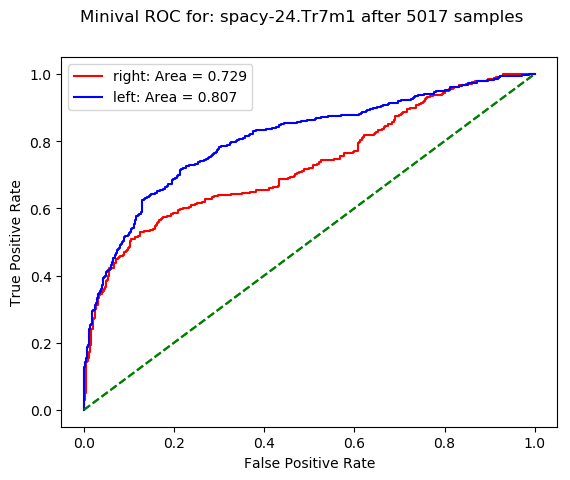 Minival ROC for: spacy-24.Tr7m1 after 5017 samples
right: Area = 0.729
left: Area = 0.807
1.0
0.8
0.6
0.4
0.2
0.0
True Positive Rate
0.0 0.2 0.4 0.6 0.8 1.0
False Positive Rate